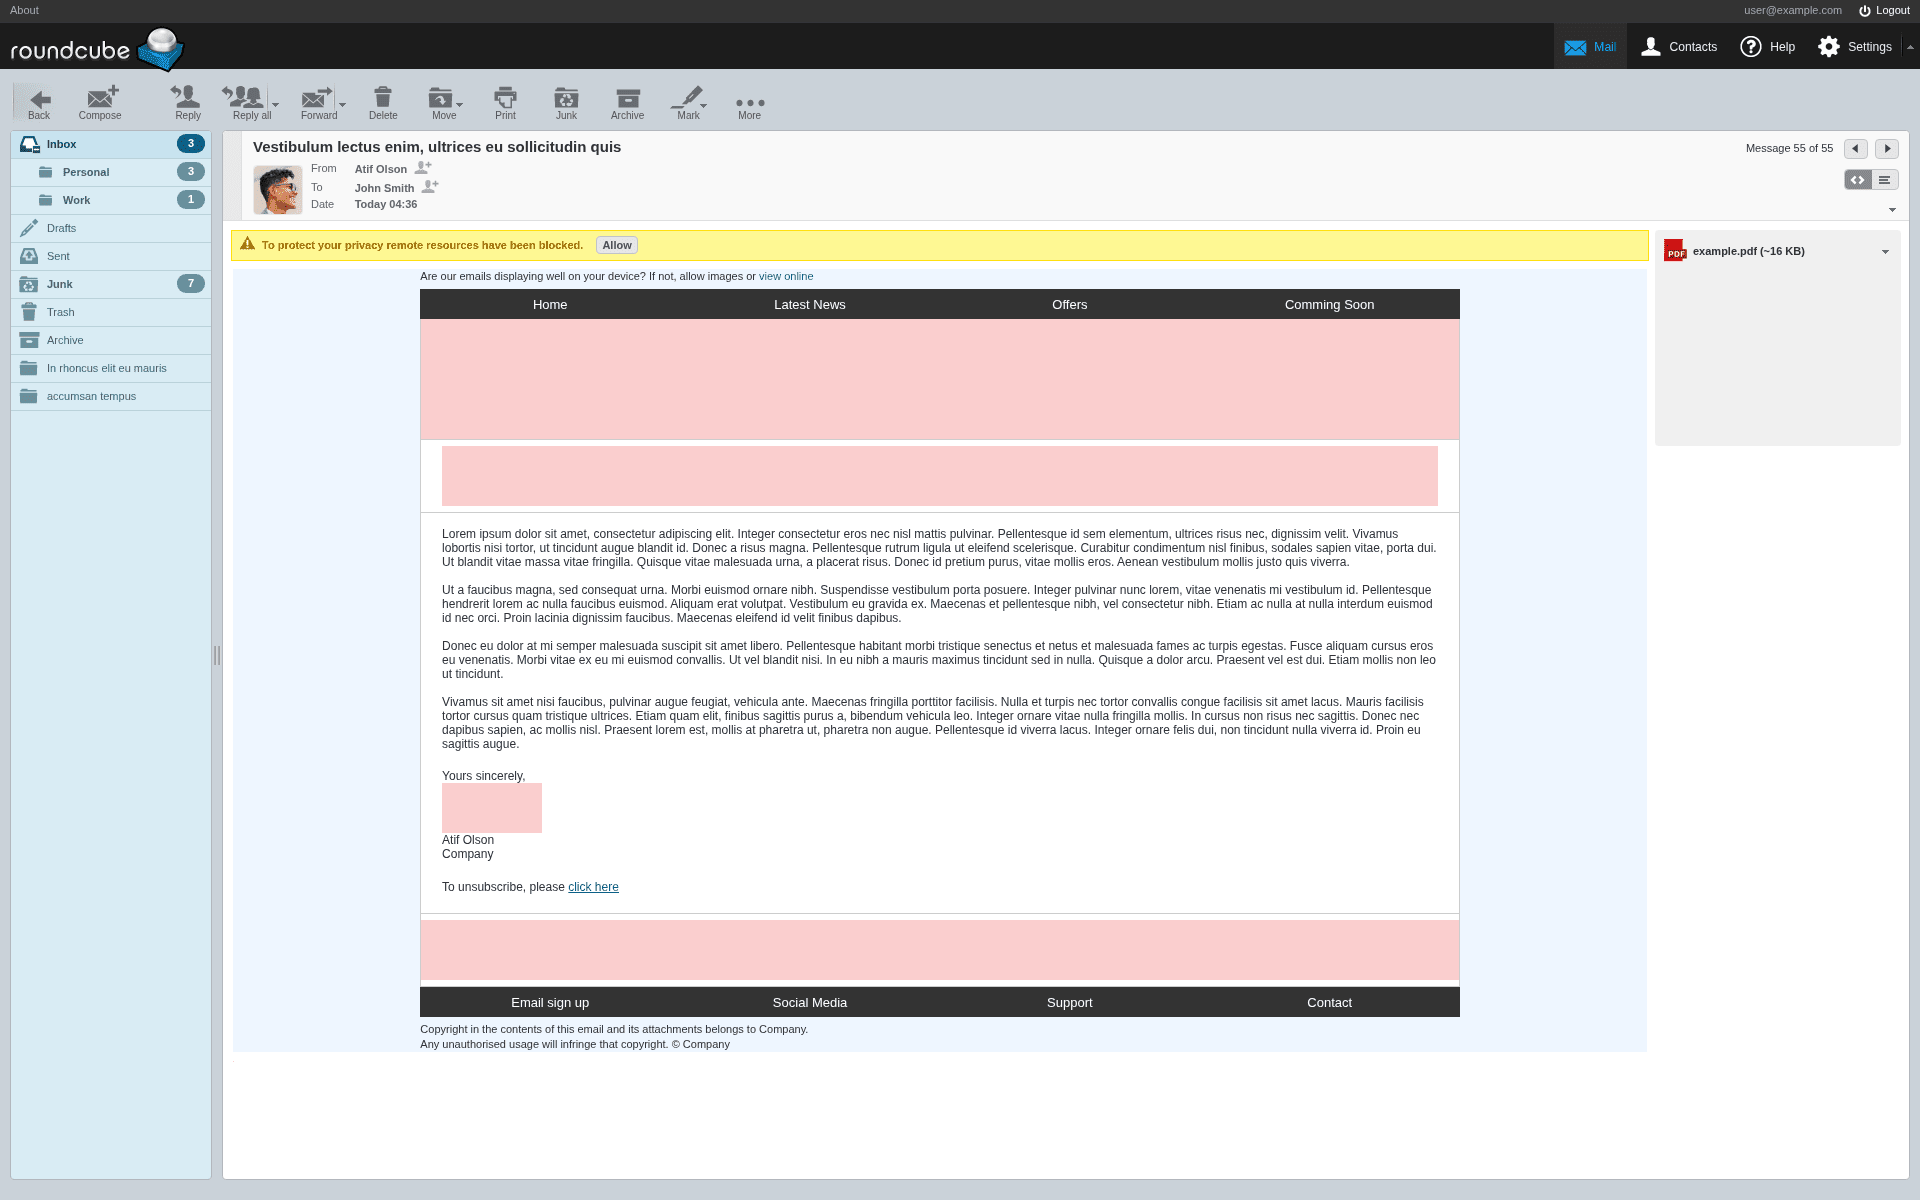 About
user@example.com
Logout
roundcube
Mail
Contacts
Help
Settings
Back
Compose
Reply
Reply all
Forward
Delete
Move
Print
Junk
Archive
Mark
More
Inbox 3
Personal 3
Work 1
Drafts
Sent
Junk 7
Trash
Archive
In rhoncus elit eu mauris
accumsan tempus
Vestibulum lectus enim, ultrices eu sollicitudin quis
From Atif Olson
To John Smith
Date Today 04:36
Message 55 of 55
To protect your privacy remote resources have been blocked. Allow
PDF example.pdf (~16 KB)
Are our emails displaying well on your device? If not, allow images or view online
Home Latest News Offers Comming Soon
Lorem ipsum dolor sit amet, consectetur adipiscing elit. Integer consectetur eros nec nisl mattis pulvinar. Pellentesque id sem elementum, ultrices risus nec, dignissim velit. Vivamus
lobortis nisi tortor, ut tincidunt augue blandit id. Donec a risus magna. Pellentesque rutrum ligula ut eleifend scelerisque. Curabitur condimentum nisl finibus, sodales sapien vitae, porta dui.
Ut blandit vitae massa vitae fringilla. Quisque vitae malesuada urna, a placerat risus. Donec id pretium purus, vitae mollis eros. Aenean vestibulum mollis justo quis viverra.
Ut a faucibus magna, sed consequat urna. Morbi euismod ornare nibh. Suspendisse vestibulum porta posuere. Integer pulvinar nunc lorem, vitae venenatis mi vestibulum id. Pellentesque
hendrerit lorem ac nulla faucibus euismod. Aliquam erat volutpat. Vestibulum eu gravida ex. Maecenas et pellentesque nibh, vel consectetur nibh. Etiam ac nulla at nulla interdum euismod
id nec orci. Proin lacinia dignissim faucibus. Maecenas eleifend id velit finibus dapibus.
Donec eu dolor at mi semper malesuada suscipit sit amet libero. Pellentesque habitant morbi tristique senectus et netus et malesuada fames ac turpis egestas. Fusce aliquam cursus eros
eu venenatis. Morbi vitae ex eu mi euismod convallis. Ut vel blandit nisi. In eu nibh a mauris maximus tincidunt sed in nulla. Quisque a dolor arcu. Praesent vel est dui. Etiam mollis non leo
ut tincidunt.
Vivamus sit amet nisi faucibus, pulvinar augue feugiat, vehicula ante. Maecenas fringilla porttitor facilisis. Nulla et turpis nec tortor convallis congue facilisis sit amet lacus. Mauris facilisis
tortor cursus quam tristique ultrices. Etiam quam elit, finibus sagittis purus a, bibendum vehicula leo. Integer ornare vitae nulla fringilla mollis. In cursus non risus nec sagittis. Donec nec
dapibus sapien, ac mollis nisl. Praesent lorem est, mollis at pharetra ut, pharetra non augue. Pellentesque id viverra lacus. Integer ornare felis dui, non tincidunt nulla viverra id. Proin eu
sagittis augue.
Yours sincerely,
Atif Olson
Company
To unsubscribe, please click here
Email sign up Social Media Support Contact
Copyright in the contents of this email and its attachments belongs to Company.
Any unauthorised usage will infringe that copyright. © Company